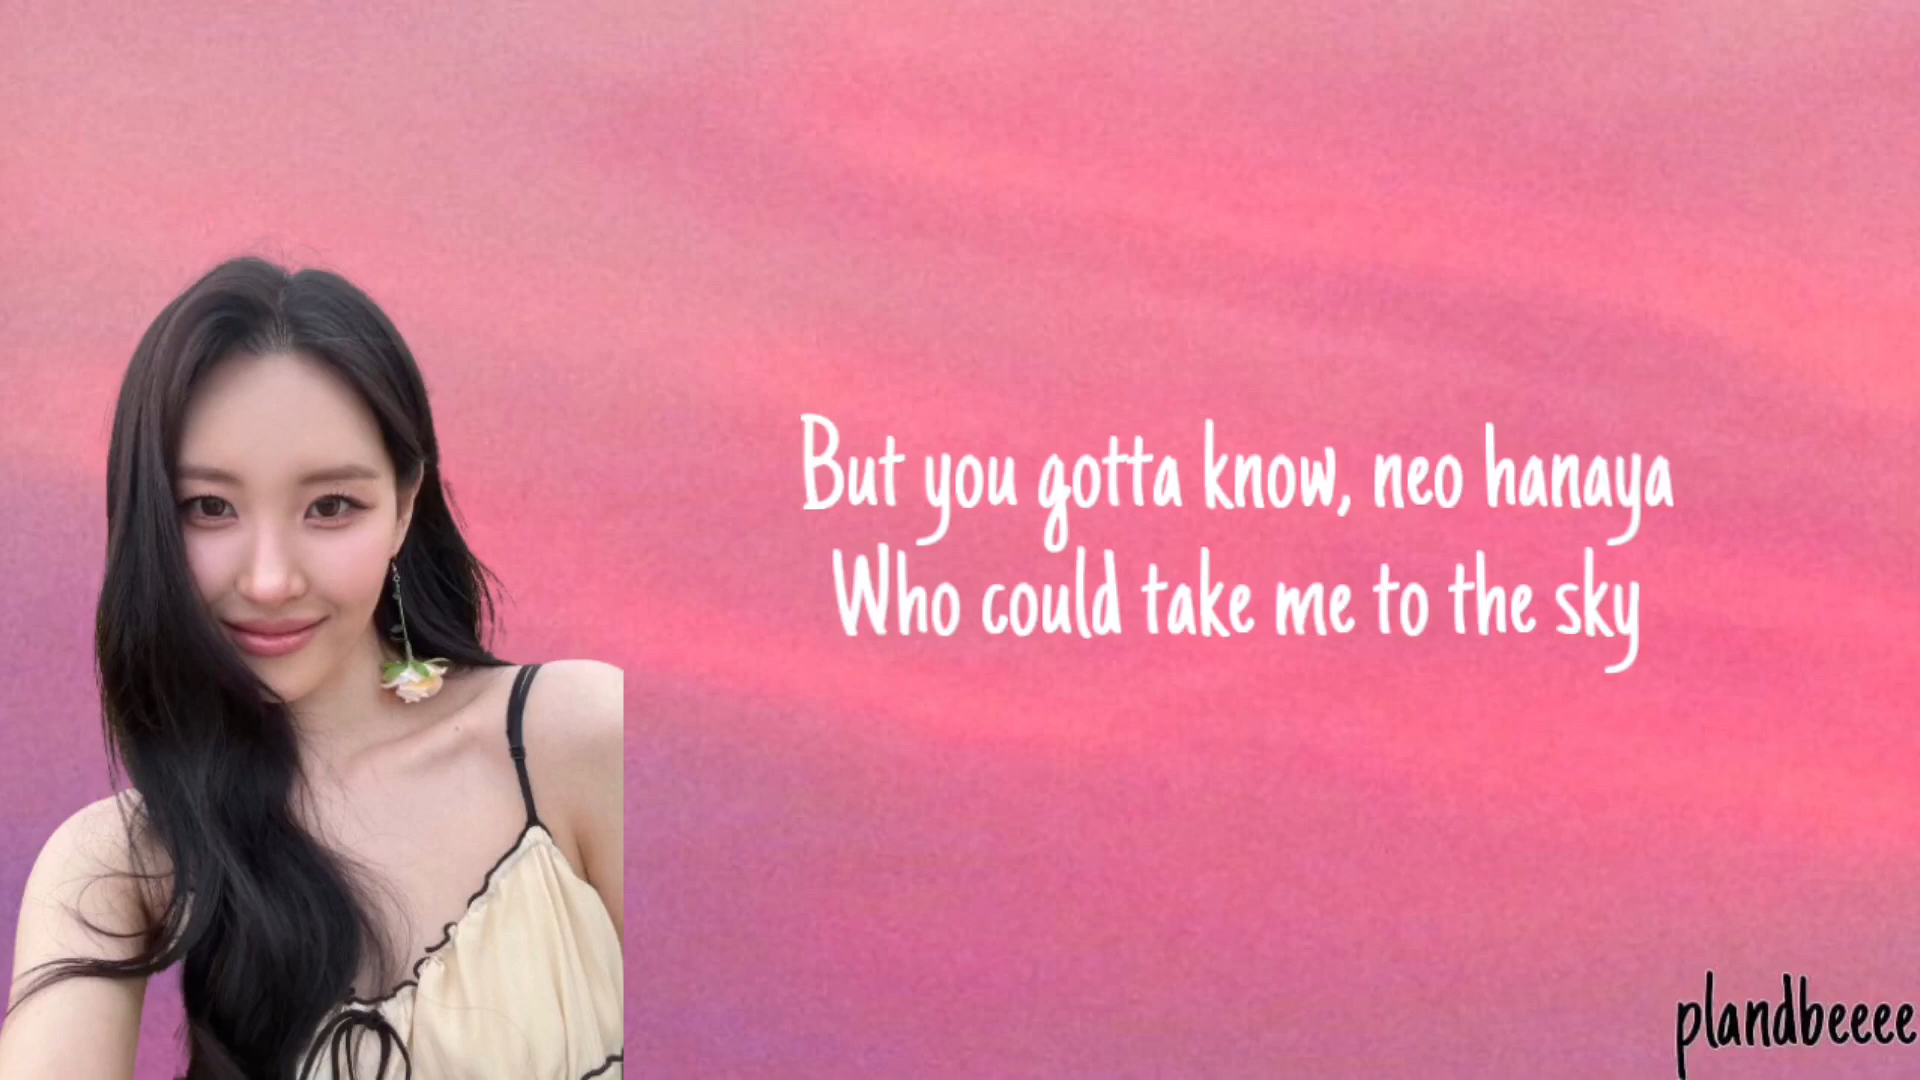 But you gotta know, neo hanaya
Who could take me to the sky
plandbeeee